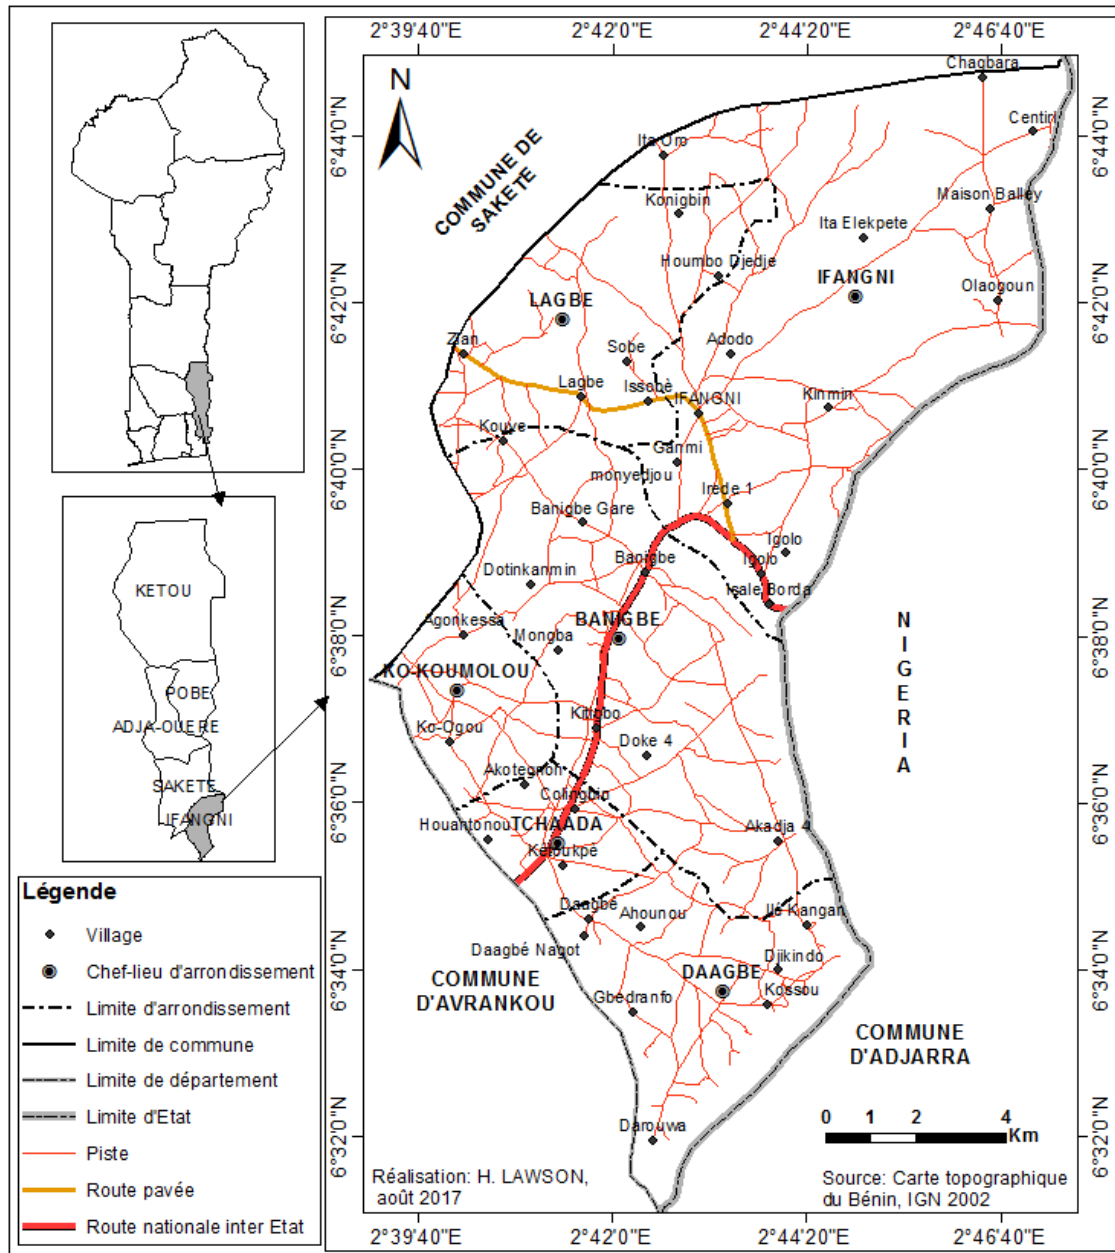 2°39'40"E
2°42'0"E
2°44'20"E
2°46'40"E
N
Chagbara
Centiri
6°44'0"N
6°44'0"N
Ita Oro
COMMUNE DE
SAKETE
Konigbin
Maison Balley
Ita Elekpete
Houmbo Djedje
IFANGNI
Olaogoun
6°42'0"N
6°42'0"N
LAGBE
Zian
Sobe
Adodo
Lagbe
Issobè
IFANGNI
Kinmin
Kouve
Ganmi
monyedjou
6°40'0"N
6°40'0"N
Irede 1
Banigbe Gare
Igolo
Banigbe
Igolo
Dotinkanmin
Isale Borda
Agonkessa
BANIGBE
Mongba
6°38'0"N
6°38'0"N
NIGERIA
KO-KOUMOLOU
Ko-Ogou
Kittobo
Doke 4
Akotegnon
Colingbin
6°36'0"N
6°36'0"N
Houantonou
TCHAADA
Akadja 4
Ketoukpe
Daagbé
Ahounou
Ilé Kangan
Daagbé Nagot
Djikindo
6°34'0"N
6°34'0"N
COMMUNE
D'AVRANKOU
DAAGBE
Gbedranfo
Kossou
COMMUNE
D'ADJARRA
Darouwa
6°32'0"N
6°32'0"N
0 1 2 4
Km
Réalisation: H. LAWSON,
août 2017
Source: Carte topographique
du Bénin, IGN 2002
2°39'40"E
2°42'0"E
2°44'20"E
2°46'40"E
KETOU
POBE
ADJA-OUERE
SAKETE
IFANGNI
Légende
Village
Chef-lieu d'arrondissement
Limite d'arrondissement
Limite de commune
Limite de département
Limite d'Etat
Piste
Route pavée
Route nationale inter Etat